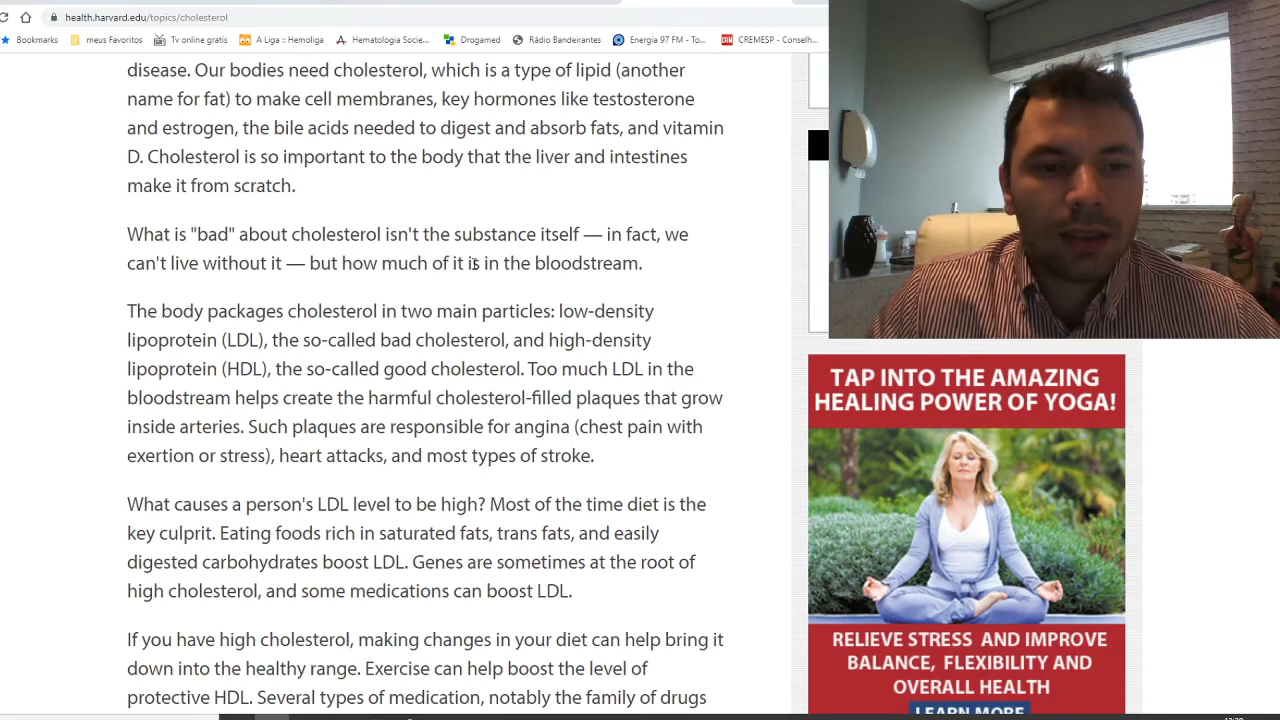 health.harvard.edu/topics/cholesterol
Bookmarks meus Favoritos Tv online gratis A Liga :: Hemoliga Hematologia Socie... Drogamed Rádio Bandeirantes Energia 97 FM - To... CREMESP - Conselh...
disease. Our bodies need cholesterol, which is a type of lipid (another
name for fat) to make cell membranes, key hormones like testosterone
and estrogen, the bile acids needed to digest and absorb fats, and vitamin
D. Cholesterol is so important to the body that the liver and intestines
make it from scratch.
What's "bad" about cholesterol isn't the substance itself — in fact, we
can't live without it — but how much of it is in the bloodstream.
The body packages cholesterol in two main particles: low-density
lipoprotein (LDL), the so-called bad cholesterol, and high-density
lipoprotein (HDL), the so-called good cholesterol. Too much LDL in the
bloodstream helps create the harmful cholesterol-filled plaques that grow
inside arteries. Such plaques are responsible for angina (chest pain with
exertion or stress), heart attacks, and most types of stroke.
What causes a person's LDL level to be high? Most of the time diet is the
key culprit. Eating foods rich in saturated fats, trans fats, and easily
digested carbohydrates boost LDL. Sometimes genetics are at the root of
high cholesterol and some inherited conditions affect LDL.
If you have high cholesterol, making changes in your diet can help bring it
down to the healthy range. Exercise can help boost the level of
protective HDL. Several types of medication, notably the family of drugs
TAP INTO THE AMAZING
HEALING POWER OF YOGA!
RELIEVE STRESS AND IMPROVE
BALANCE, FLEXIBILITY AND
OVERALL HEALTH
LEARN MORE